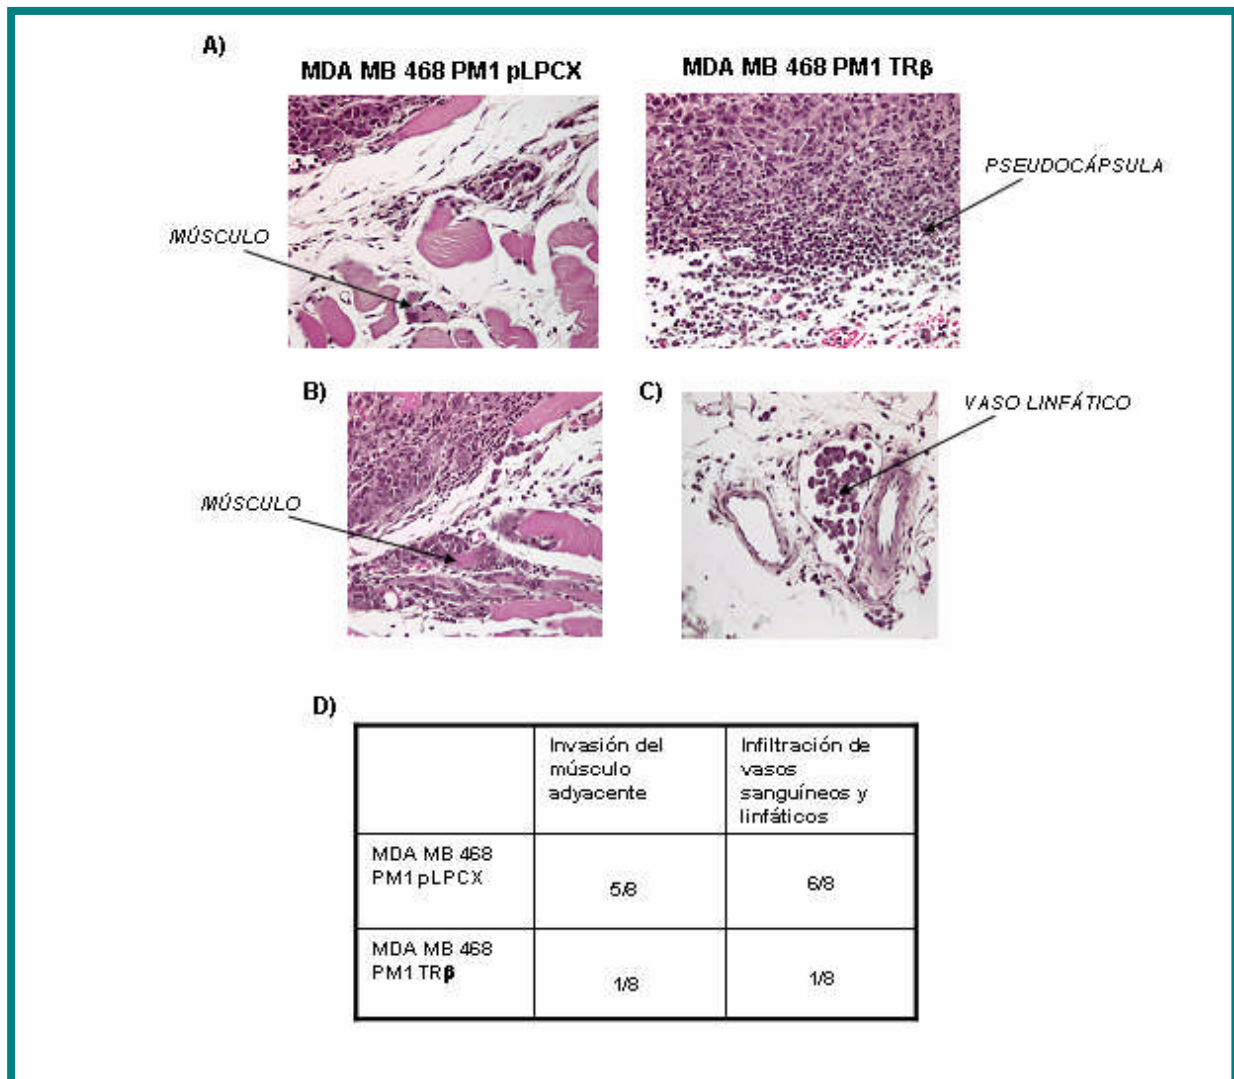 A)
MDA MB 468 PM1 pLPCX
MDA MB 468 PM1 TRβ
PSEUDOCÁPSULA
MÚSCULO
B)
C)
VASO LINFÁTICO
MÚSCULO
D)
Invasión del
músculo
adyacente
Infiltración de
vasos
sanguíneos y
linfáticos
MDA MB 468
PM1 pLPCX
5/8
6/8
MDA MB 468
PM1 TRβ
1/8
1/8